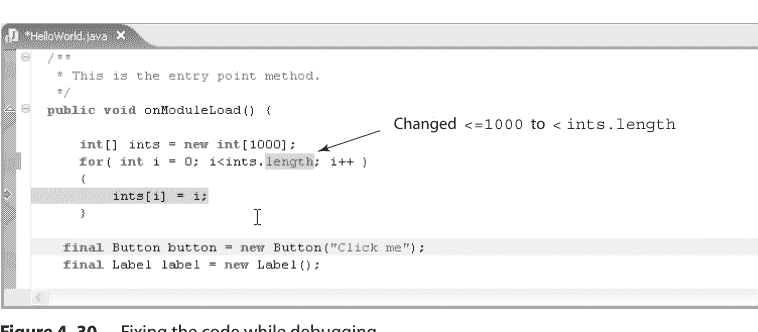 *HelloWorld.java
/**
* This is the entry point method.
*/
public void onModuleLoad() {
Changed <=1000 to < ints.length
int[] ints = new int[1000];
for( int i = 0; i<ints.length; i++ )
{
ints[i] = i;
}
final Button button = new Button("Click me");
final Label label = new Label();
Figure 4-30 Fixing the code while debugging